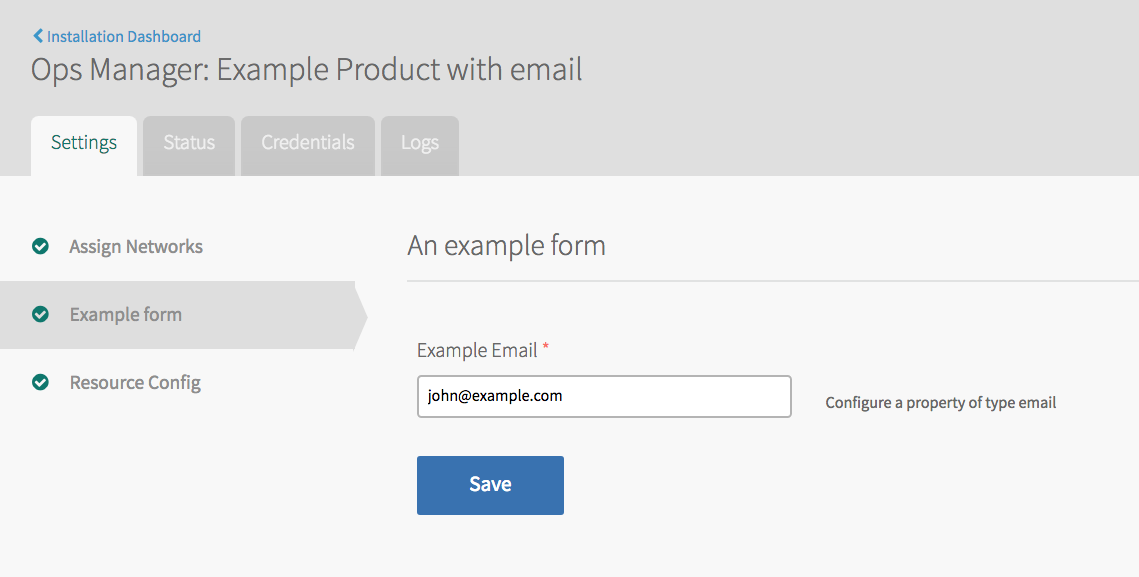 Installation Dashboard
Ops Manager: Example Product with email
Settings Status Credentials Logs
Assign Networks
Example form
Resource Config
An example form
Example Email *
john@example.com
Configure a property of type email
Save